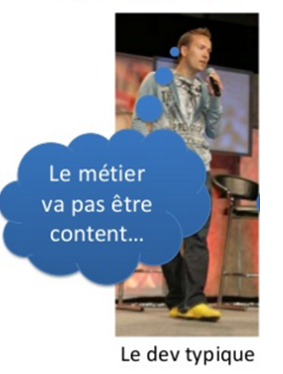 Le métier
va pas être
content...
Le dev typique